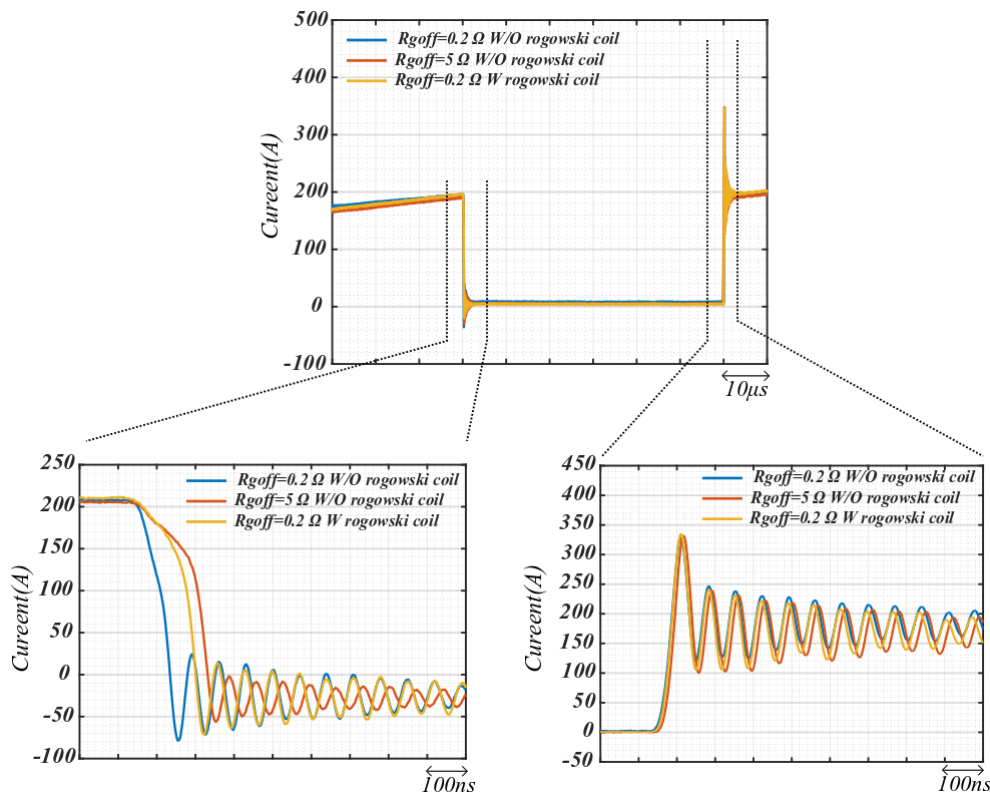 500
400
300
200
100
0
-100
Cureent(A)
Rgoff=0.2 Ω W/O rogowski coil
Rgoff=5 Ω W/O rogowski coil
Rgoff=0.2 Ω W rogowski coil
10μs
250
200
150
100
50
0
-50
-100
Cureent(A)
Rgoff=0.2 Ω W/O rogowski coil
Rgoff=5 Ω W/O rogowski coil
Rgoff=0.2 Ω W rogowski coil
100ns
450
400
350
300
250
200
150
100
50
0
-50
Cureent(A)
Rgoff=0.2 Ω W/O rogowski coil
Rgoff=5 Ω W/O rogowski coil
Rgoff=0.2 Ω W rogowski coil
100ns